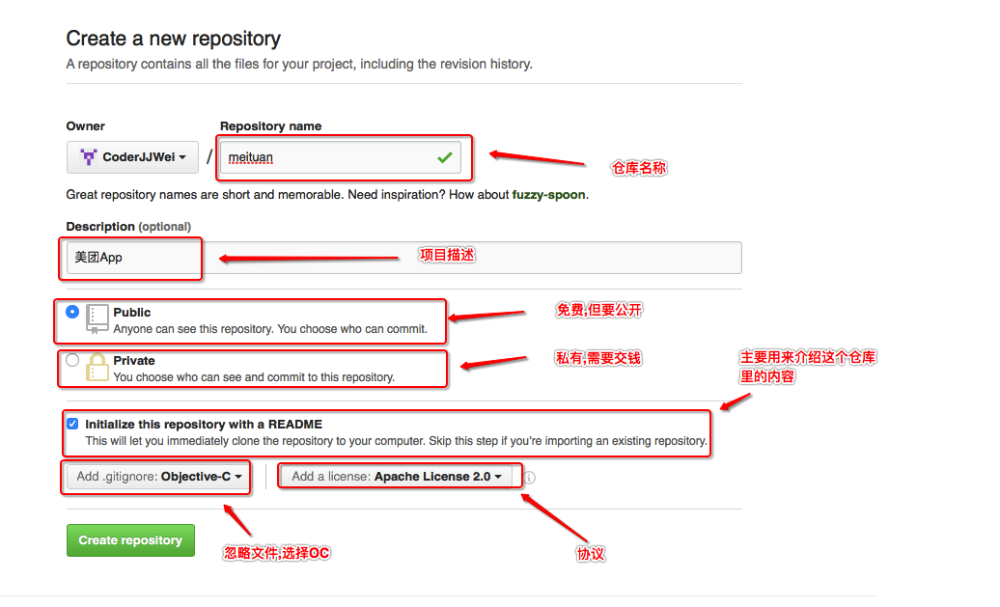 Create a new repository
A repository contains all the files for your project, including the revision history.
Owner
Repository name
CoderJJWei
/
meituan
仓库名称
Great repository names are short and memorable. Need inspiration? How about fuzzy-spoon.
Description (optional)
美团App
项目描述
Public
Anyone can see this repository. You choose who can commit.
免费,但要公开
Private
You choose who can see and commit to this repository.
私有,需要交钱
主要用来介绍这个仓库
里的内容
Initialize this repository with a README
This will let you immediately clone the repository to your computer. Skip this step if you're importing an existing repository.
Add .gitignore: Objective-C
Add a license: Apache License 2.0
Create repository
忽略文件,选择OC
协议